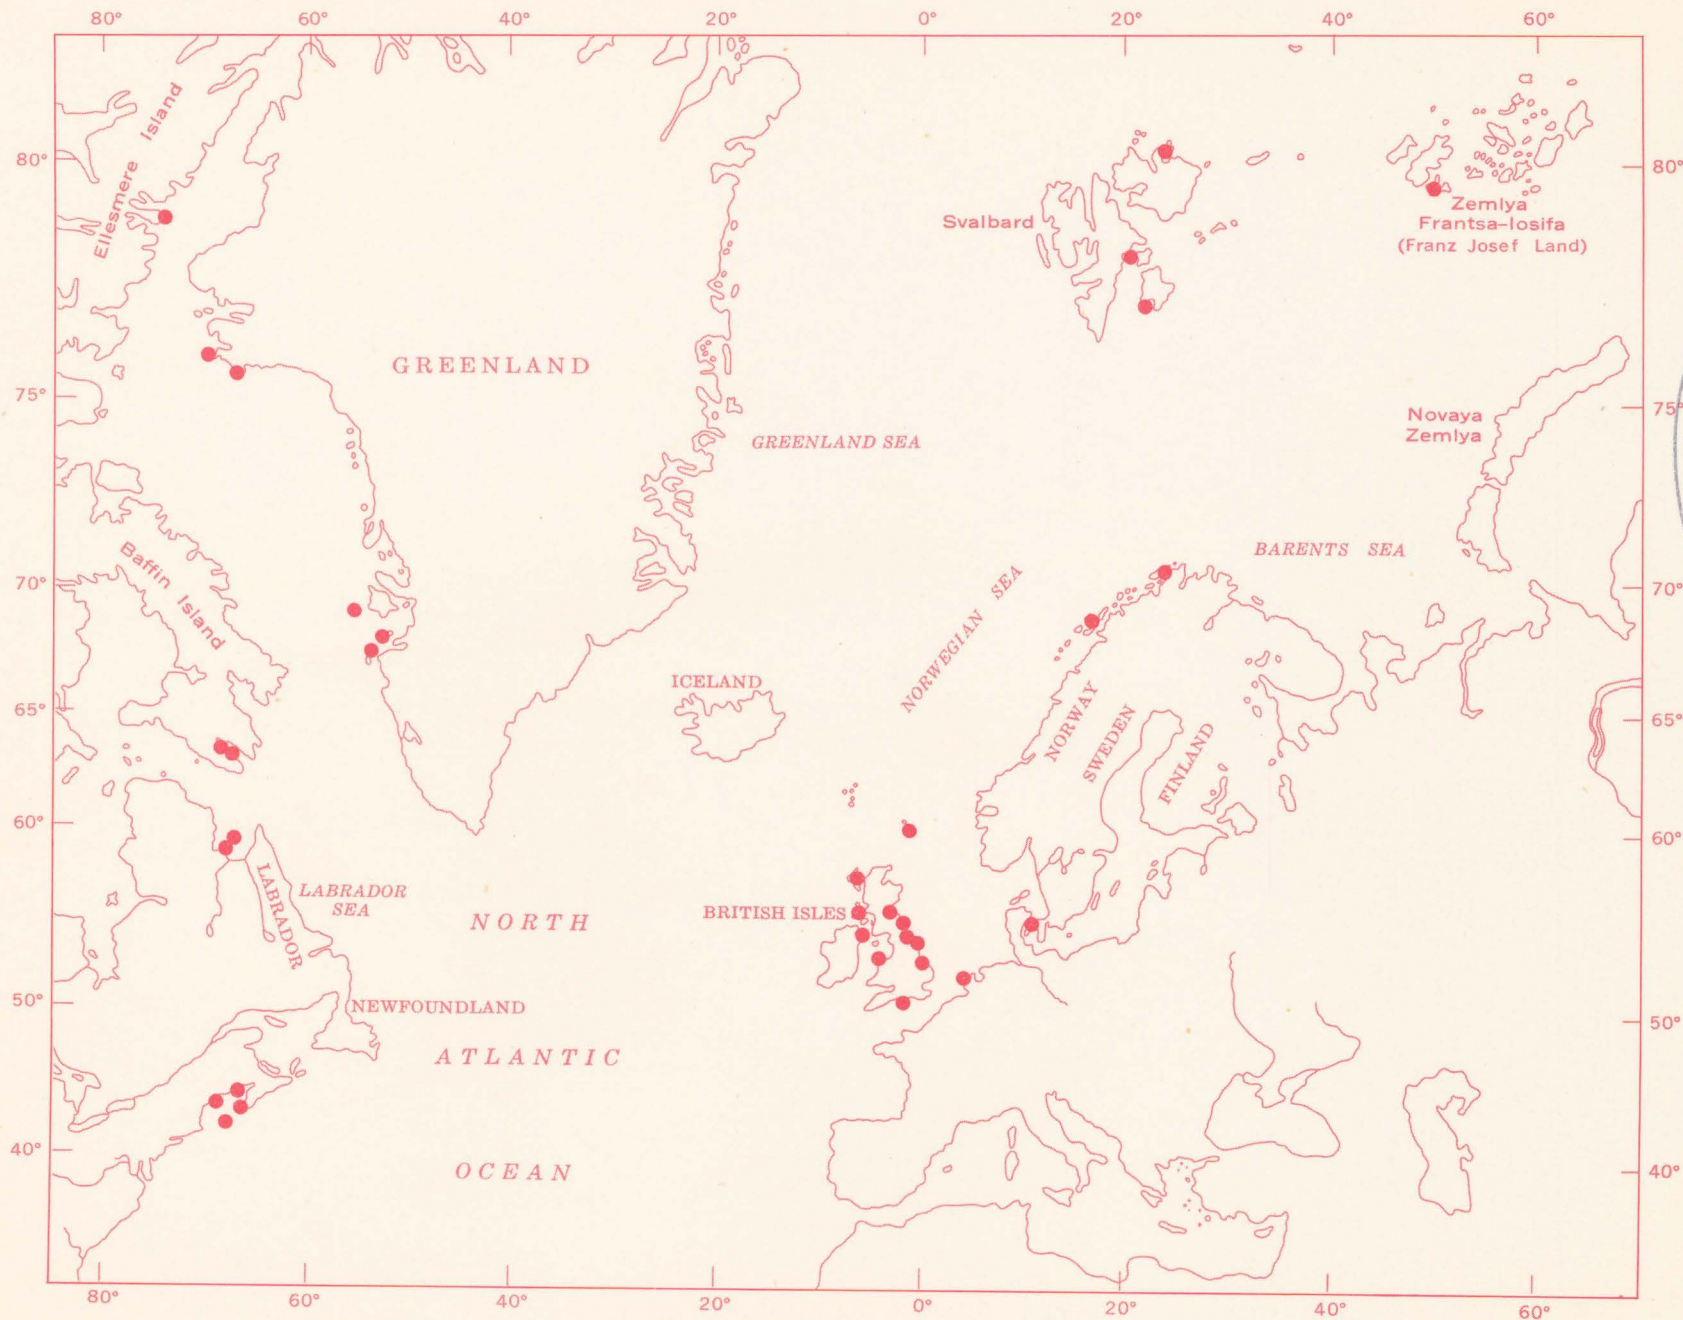 80° 60° 40° 20° 0° 20° 40° 60°
80° 80°
Ellesmere Island
Svalbard
Zemlya
Frantsa-Iosifa
(Franz Josef Land)
GREENLAND
75° 75°
Novaya
Zemlya
GREENLAND SEA
Baffin Island
BARENTS SEA
70° 70°
NORWEGIAN SEA
ICELAND
65° 65°
NORWAY
SWEDEN
FINLAND
60° 60°
LABRADOR
LABRADOR
SEA
NORTH
BRITISH ISLES
50° 50°
NEWFOUNDLAND
ATLANTIC
40° 40°
OCEAN
80° 60° 40° 20° 0° 20° 40° 60°